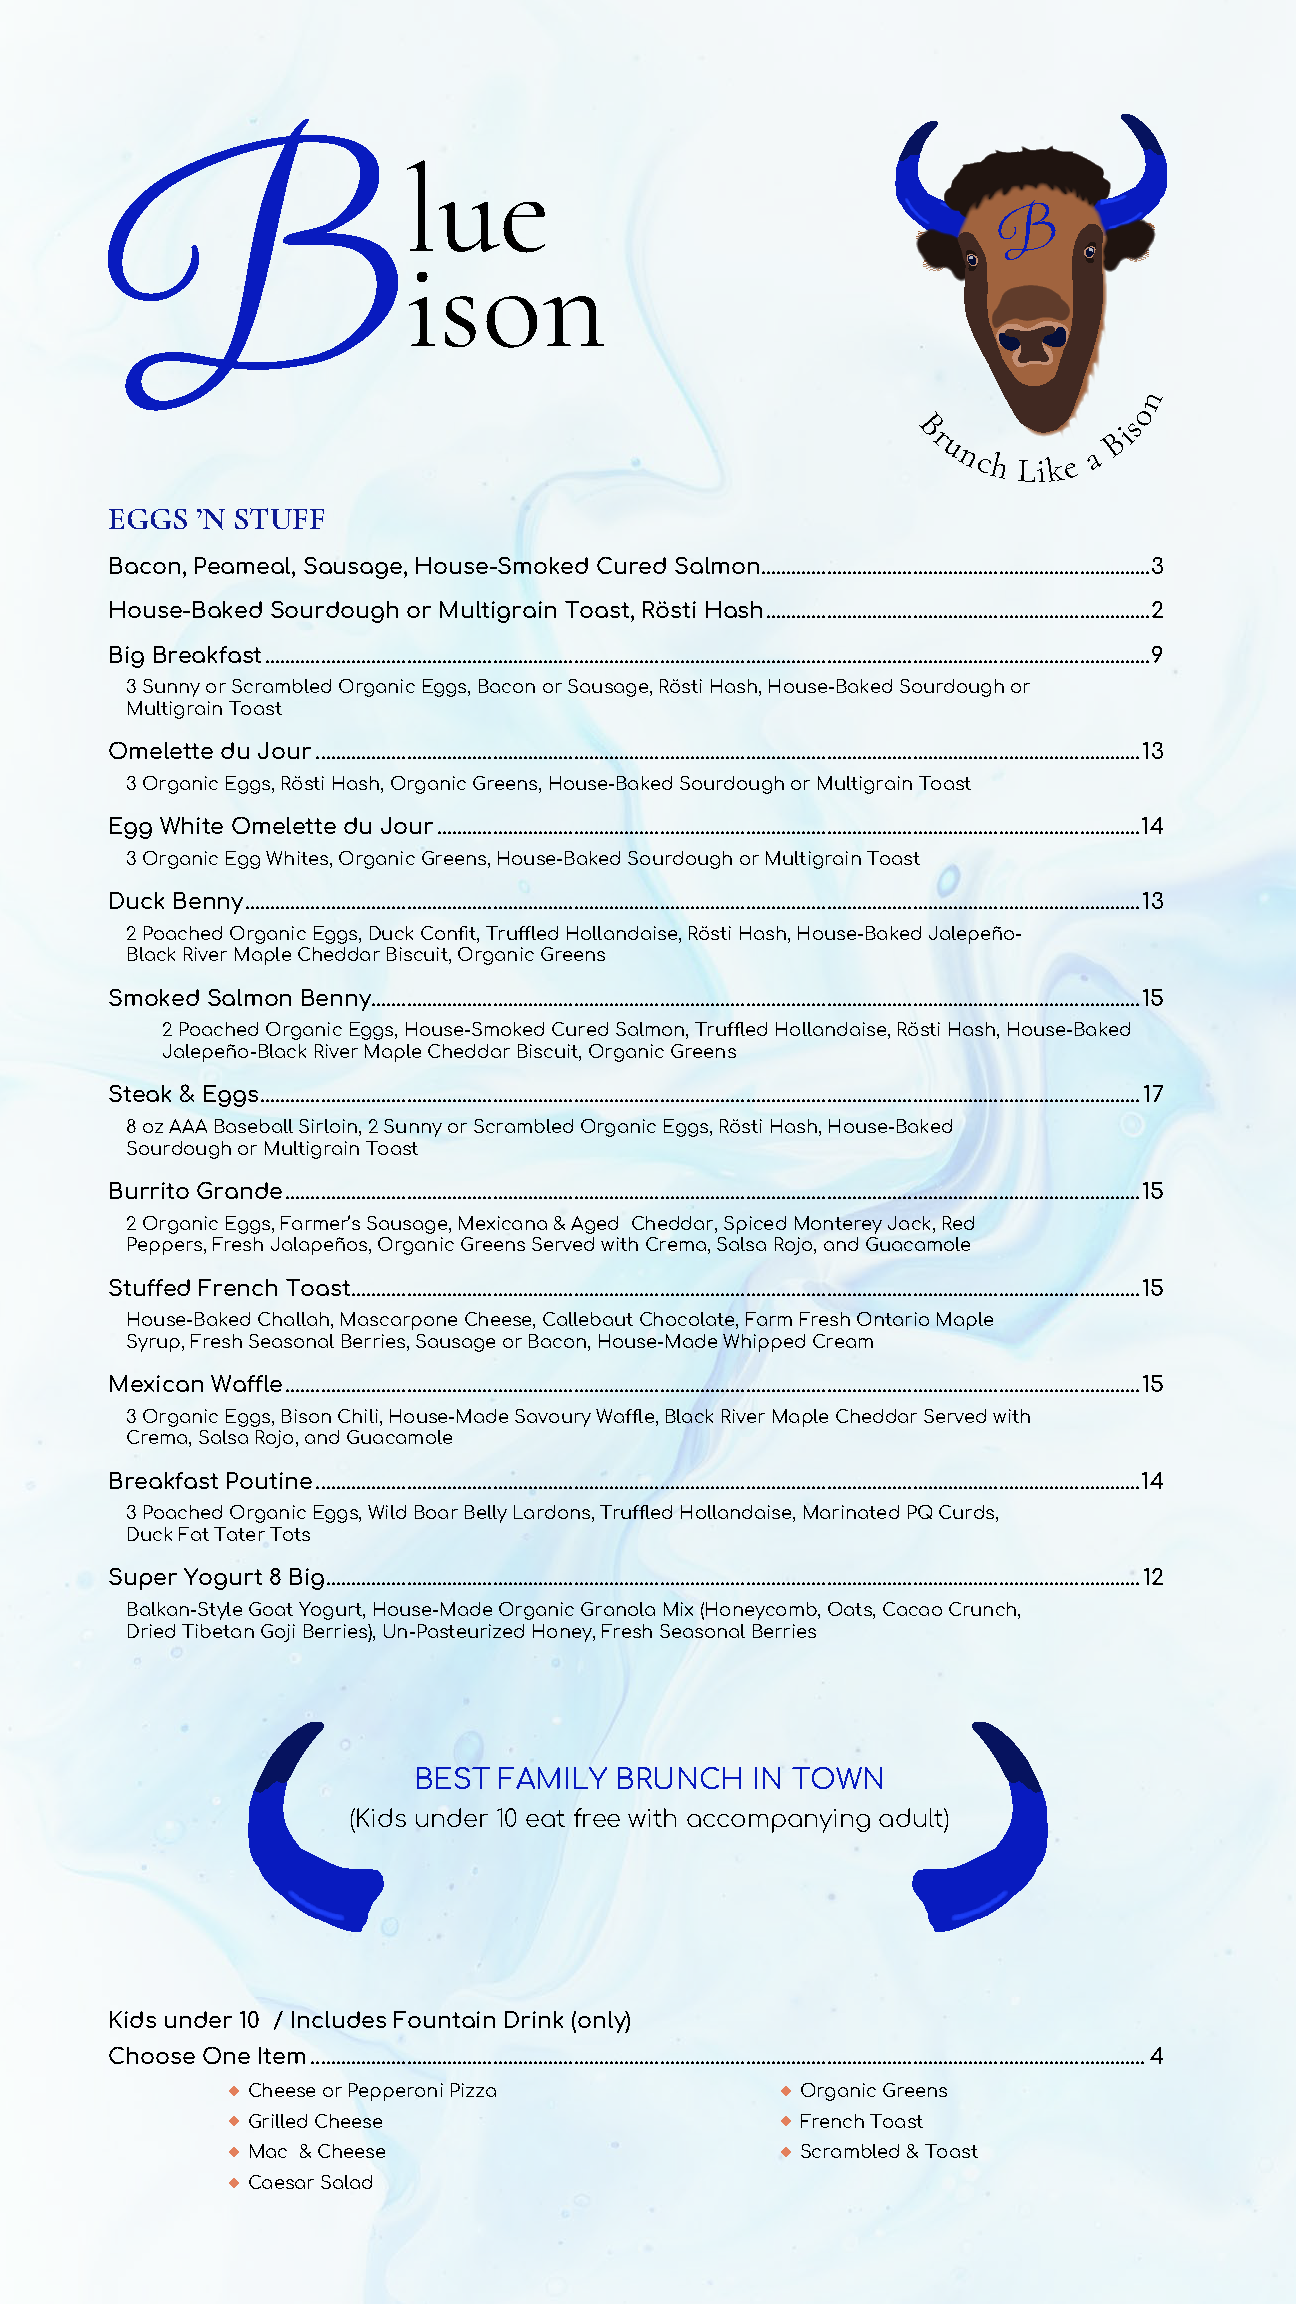 Blue
Bison
B
Brunch Like a Bison
EGGS ’N STUFF
Bacon, Peameal, Sausage, House-Smoked Cured Salmon 3
House-Baked Sourdough or Multigrain Toast, Rösti Hash 2
Big Breakfast 9
3 Sunny or Scrambled Organic Eggs, Bacon or Sausage, Rösti Hash, House-Baked Sourdough or
Multigrain Toast
Omelette du Jour 13
3 Organic Eggs, Rösti Hash, Organic Greens, House-Baked Sourdough or Multigrain Toast
Egg White Omelette du Jour 14
3 Organic Egg Whites, Organic Greens, House-Baked Sourdough or Multigrain Toast
Duck Benny 13
2 Poached Organic Eggs, Duck Confit, Truffled Hollandaise, Rösti Hash, House-Baked Jalepeño-
Black River Maple Cheddar Biscuit, Organic Greens
Smoked Salmon Benny 15
2 Poached Organic Eggs, House-Smoked Cured Salmon, Truffled Hollandaise, Rösti Hash, House-Baked
Jalepeño-Black River Maple Cheddar Biscuit, Organic Greens
Steak & Eggs 17
8 oz AAA Baseball Sirloin, 2 Sunny or Scrambled Organic Eggs, Rösti Hash, House-Baked
Sourdough or Multigrain Toast
Burrito Grande 15
2 Organic Eggs, Farmer’s Sausage, Mexicana & Aged Cheddar, Spiced Monterey Jack, Red
Peppers, Fresh Jalapeños, Organic Greens Served with Crema, Salsa Rojo, and Guacamole
Stuffed French Toast 15
House-Baked Challah, Mascarpone Cheese, Callebaut Chocolate, Farm Fresh Ontario Maple
Syrup, Fresh Seasonal Berries, Sausage or Bacon, House-Made Whipped Cream
Mexican Waffle 15
3 Organic Eggs, Bison Chili, House-Made Savoury Waffle, Black River Maple Cheddar Served with
Crema, Salsa Rojo, and Guacamole
Breakfast Poutine 14
3 Poached Organic Eggs, Wild Boar Belly Lardons, Truffled Hollandaise, Marinated PQ Curds,
Duck Fat Tater Tots
Super Yogurt 8 Big 12
Balkan-Style Goat Yogurt, House-Made Organic Granola Mix (Honeycomb, Oats, Cacao Crunch,
Dried Tibetan Goji Berries), Un-Pasteurized Honey, Fresh Seasonal Berries
BEST FAMILY BRUNCH IN TOWN
(Kids under 10 eat free with accompanying adult)
Kids under 10 / Includes Fountain Drink (only)
Choose One Item 4
Cheese or Pepperoni Pizza
Grilled Cheese
Mac & Cheese
Caesar Salad
Organic Greens
French Toast
Scrambled & Toast